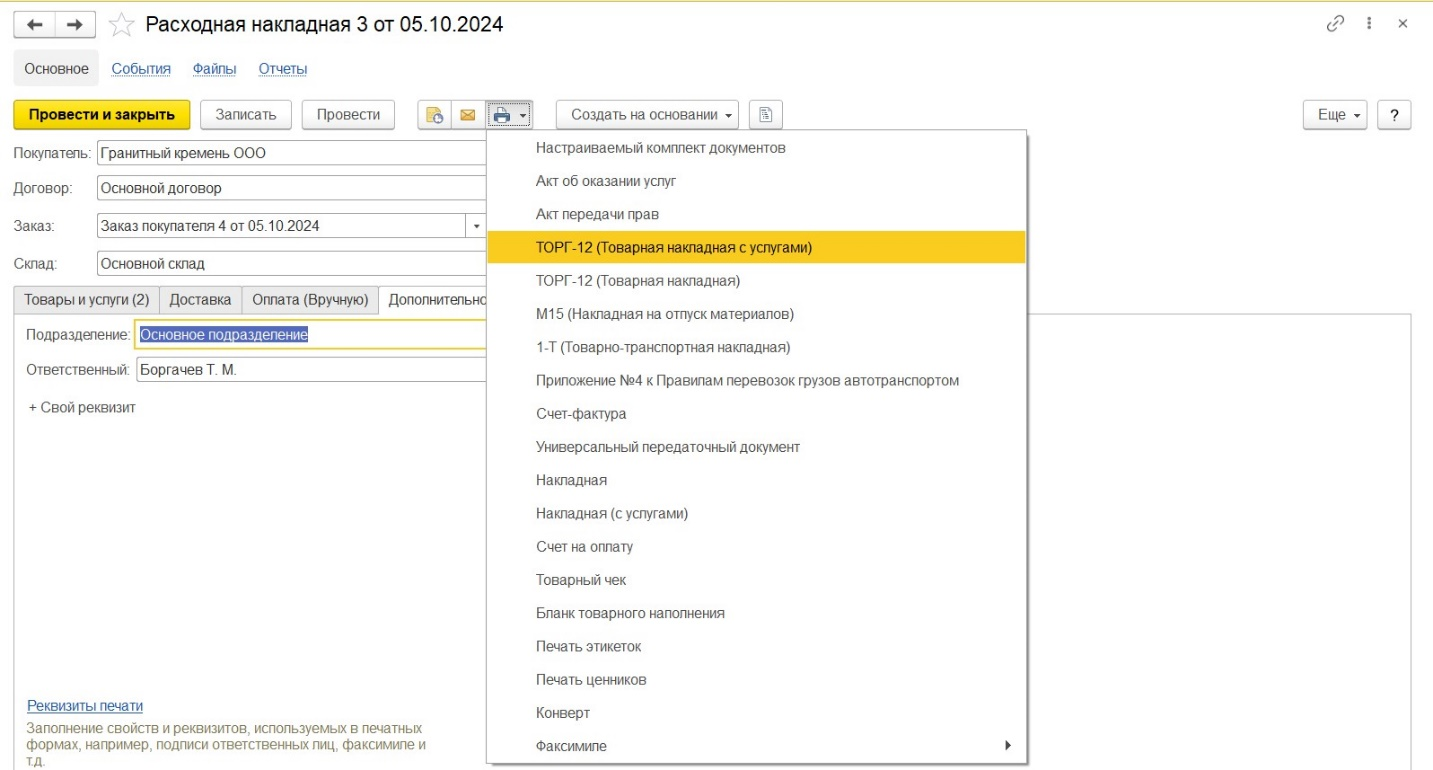 Расходная накладная 3 от 05.10.2024
Основное События Файлы Отчеты
Провести и закрыть Записать Провести Создать на основании Еще ?
Покупатель: Гранитный кремень ООО
Договор: Основной договор
Заказ: Заказ покупателя 4 от 05.10.2024
Склад: Основной склад
Товары и услуги (2) Доставка Оплата (Вручную) Дополнительно
Подразделение: Основное подразделение
Ответственный: Боргачев Т. М.
+ Свой реквизит
Реквизиты печати
Заполнение свойств и реквизитов, используемых в печатных
формах, например, подписи ответственных лиц, факсимиле и
т.д.
Настраиваемый комплект документов
Акт об оказании услуг
Акт передачи прав
ТОРГ-12 (Товарная накладная с услугами)
ТОРГ-12 (Товарная накладная)
М15 (Накладная на отпуск материалов)
1-Т (Товарно-транспортная накладная)
Приложение №4 к Правилам перевозок грузов автотранспортом
Счет-фактура
Универсальный передаточный документ
Накладная
Накладная (с услугами)
Счет на оплату
Товарный чек
Бланк товарного наполнения
Печать этикеток
Печать ценников
Конверт
Факсимиле